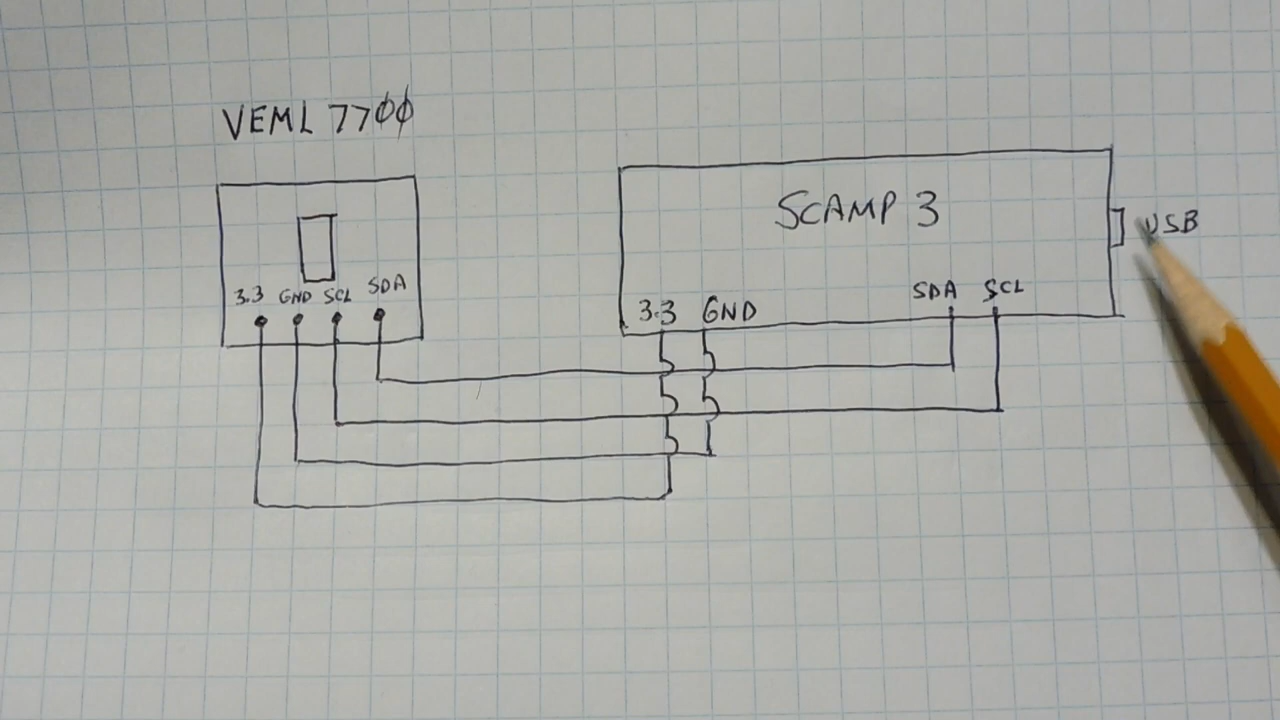 VEML 7700
SCAMP 3
USB
3.3 GND SCL SDA
3.3 GND SDA SCL